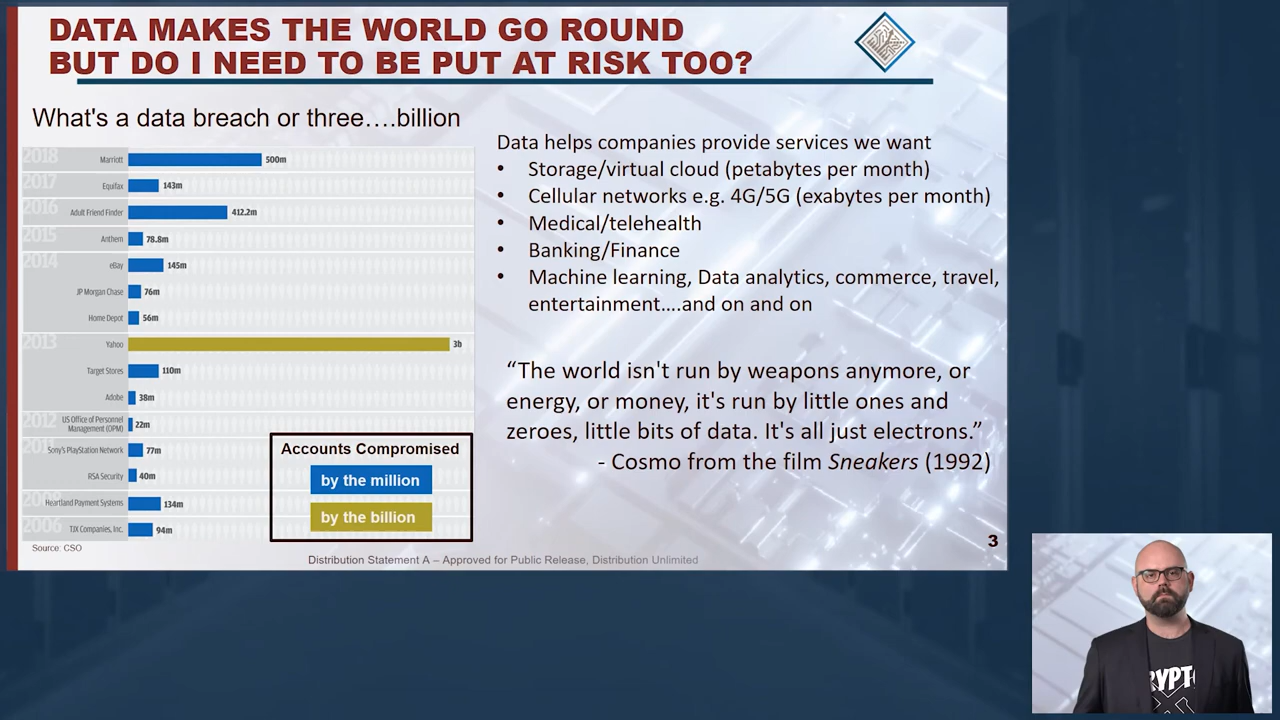 DATA MAKES THE WORLD GO ROUND
BUT DO I NEED TO BE PUT AT RISK TOO?
What's a data breach or three….billion
2018
Marriott 500m
2017
Equifax 143m
2016
Adult Friend Finder 412.2m
2015
Anthem 78.8m
2014
eBay 145m
JP Morgan Chase 76m
Home Depot 56m
2013
Yahoo 3b
Target Stores 110m
Adobe 38m
2012
US Office of Personnel
Management (OPM) 22m
Sony's PlayStation Network 77m
RSA Security 40m
Heartland Payment Systems 134m
2006
TJX Companies, Inc. 94m
Accounts Compromised
by the million
by the billion
Source: CSO
Data helps companies provide services we want
• Storage/virtual cloud (petabytes per month)
• Cellular networks e.g. 4G/5G (exabytes per month)
• Medical/telehealth
• Banking/Finance
• Machine learning, Data analytics, commerce, travel,
entertainment….and on and on
“The world isn't run by weapons anymore, or
energy, or money, it's run by little ones and
zeroes, little bits of data. It's all just electrons.”
- Cosmo from the film Sneakers (1992)
3
Distribution Statement A – Approved for Public Release, Distribution Unlimited